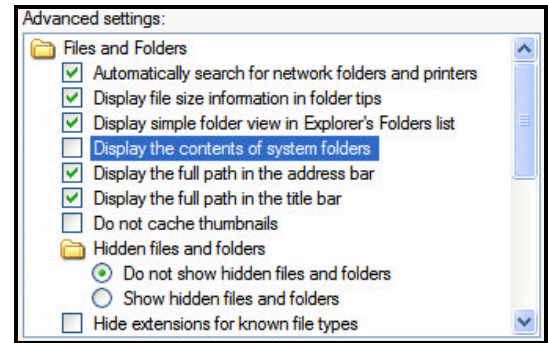 Advanced settings:
Files and Folders
Automatically search for network folders and printers
Display file size information in folder tips
Display simple folder view in Explorer's Folders list
Display the contents of system folders
Display the full path in the address bar
Display the full path in the title bar
Do not cache thumbnails
Hidden files and folders
Do not show hidden files and folders
Show hidden files and folders
Hide extensions for known file types